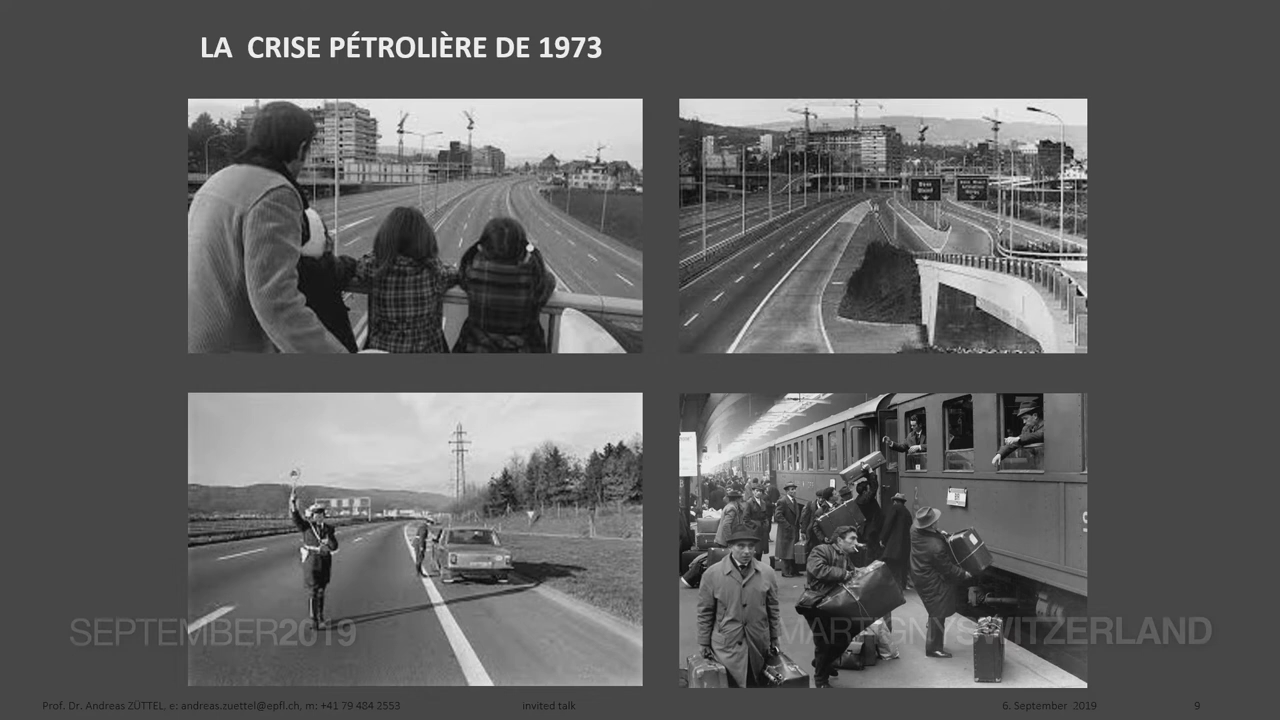 LA CRISE PÉTROLIÈRE DE 1973
SEPTEMBER2019
MARTIGNYSWITZERLAND
Prof. Dr. Andreas ZÜTTEL, e: andreas.zuettel@epfl.ch, m: +41 79 484 2553 invited talk 6. September 2019 9